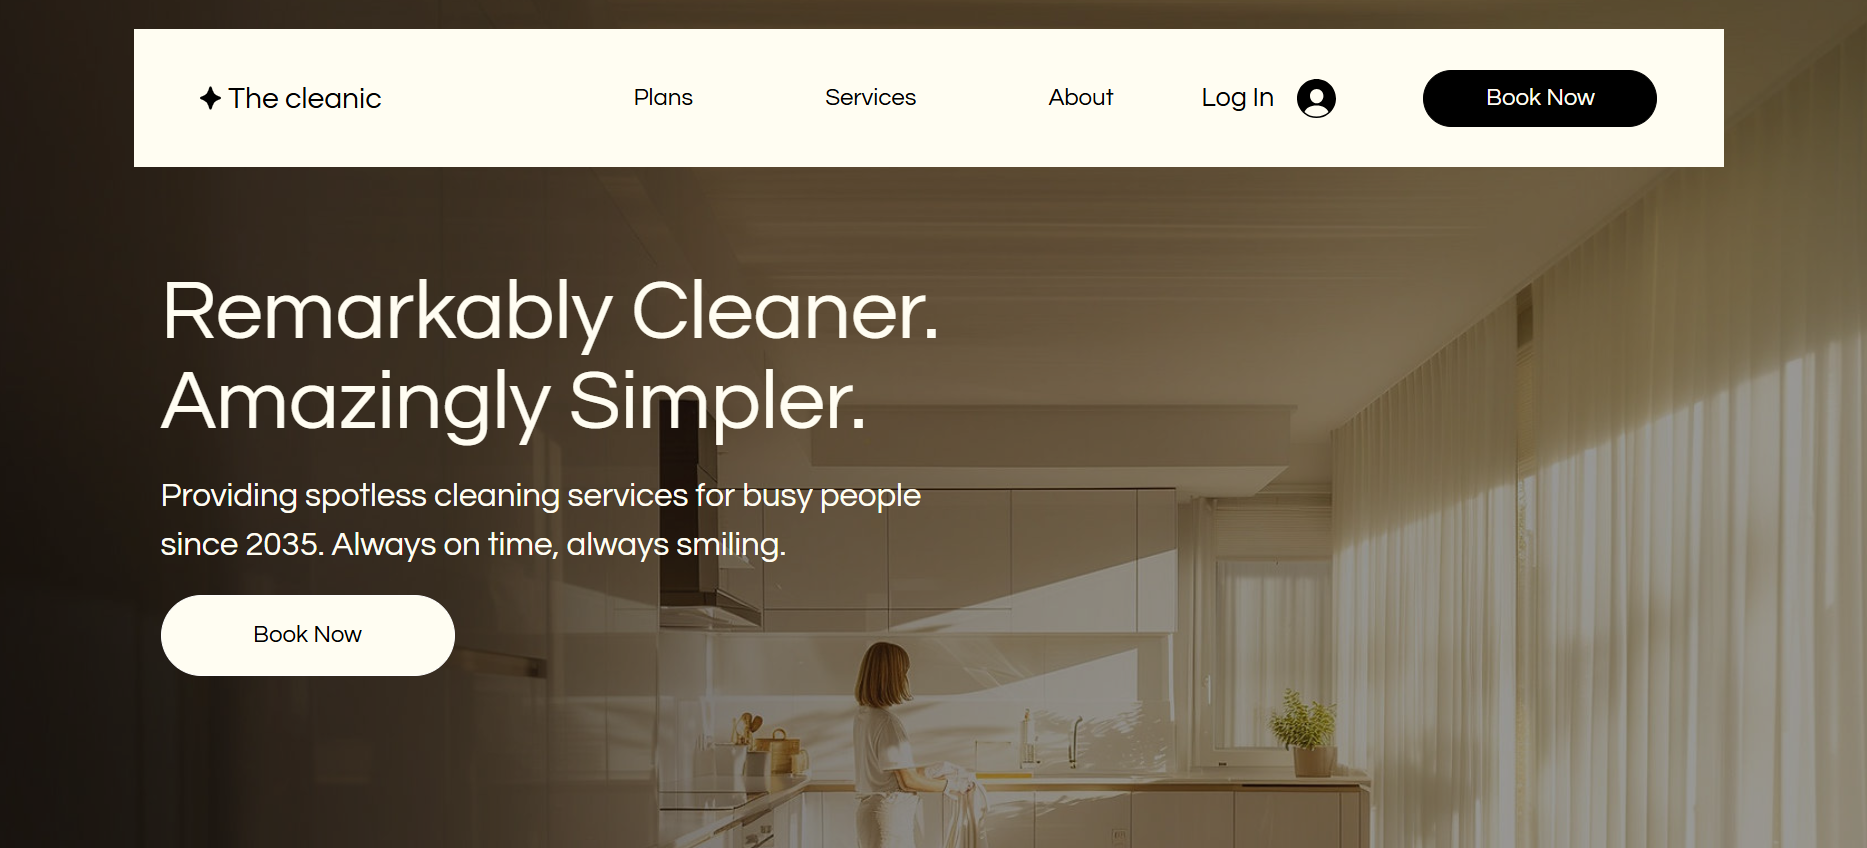 The cleanic
Plans
Services
About
Log In
Book Now
Remarkably Cleaner.
Amazingly Simpler.
Providing spotless cleaning services for busy people
since 2035. Always on time, always smiling.
Book Now